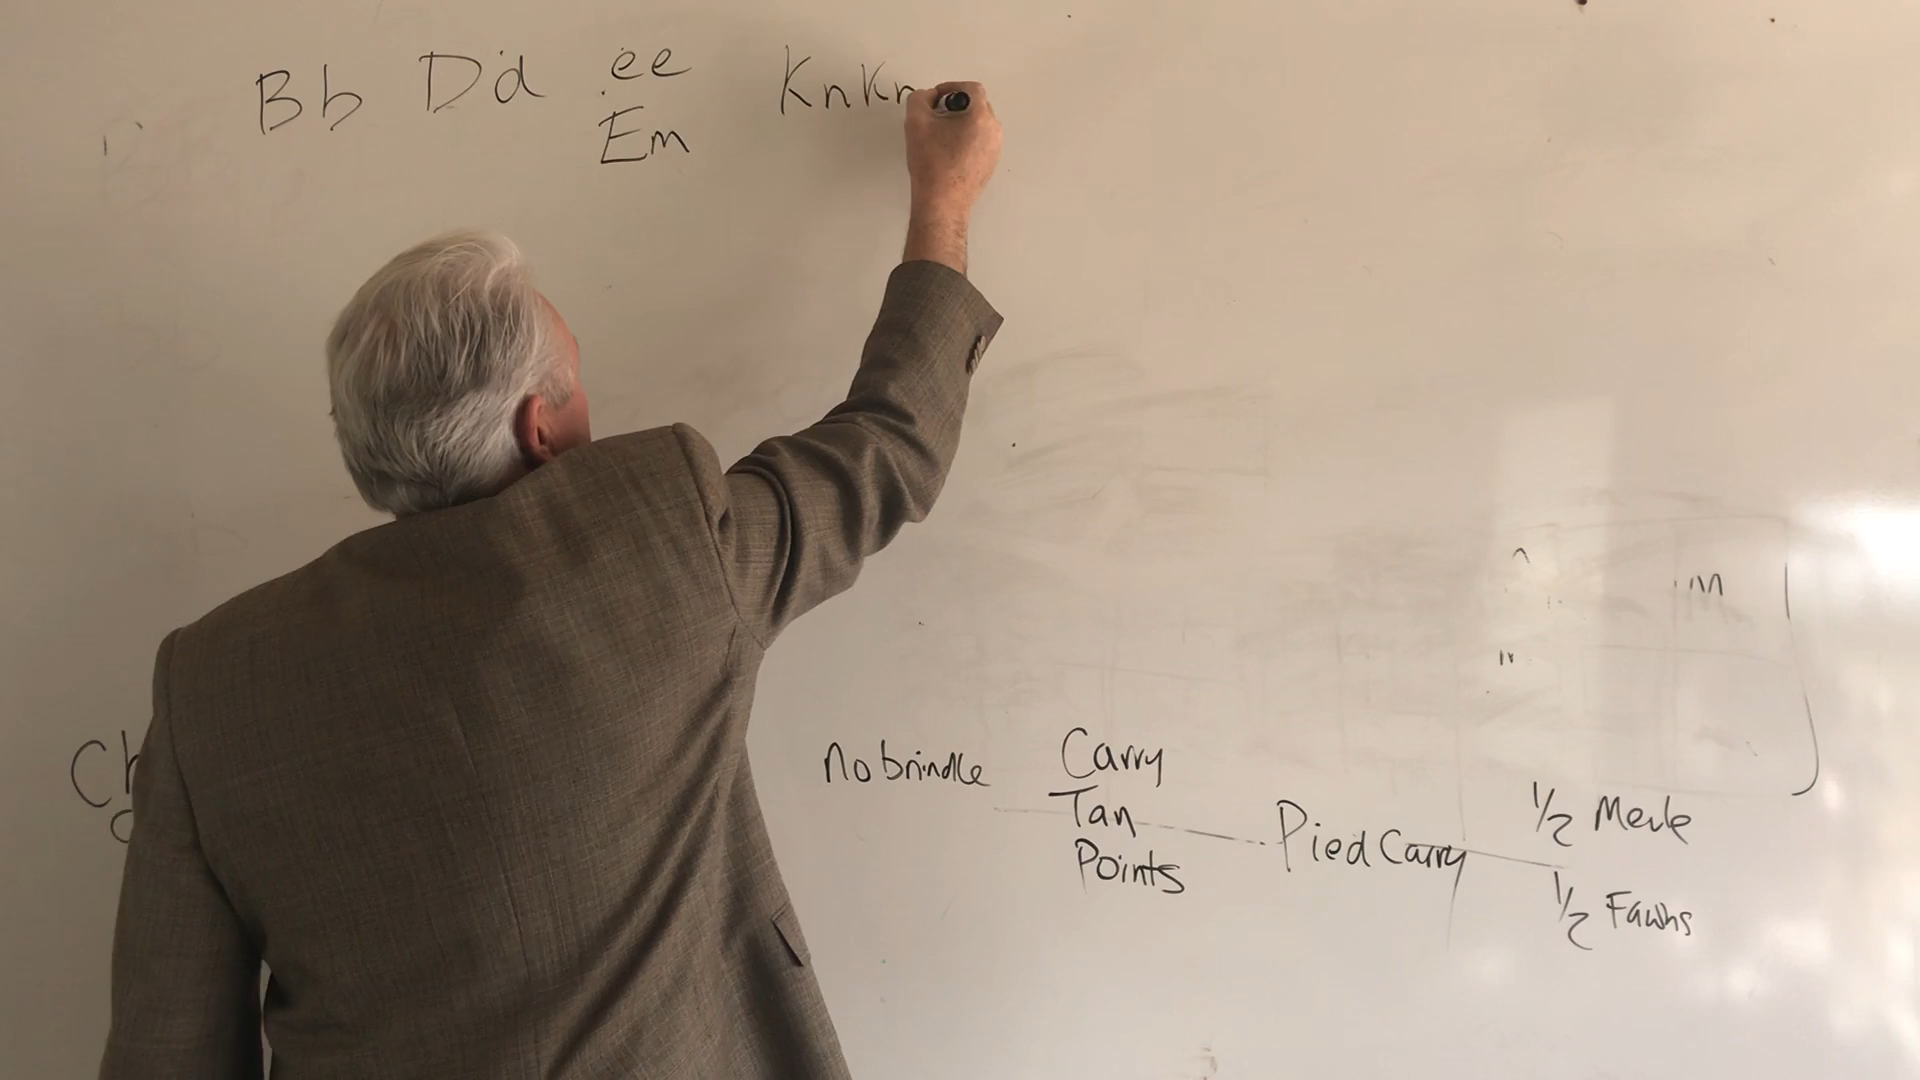 Bb Dd ee KnKn
Em
no brindle
Carry
Tan
Points
Pied Carry
1/2 Merle
1/2 Fawns
m